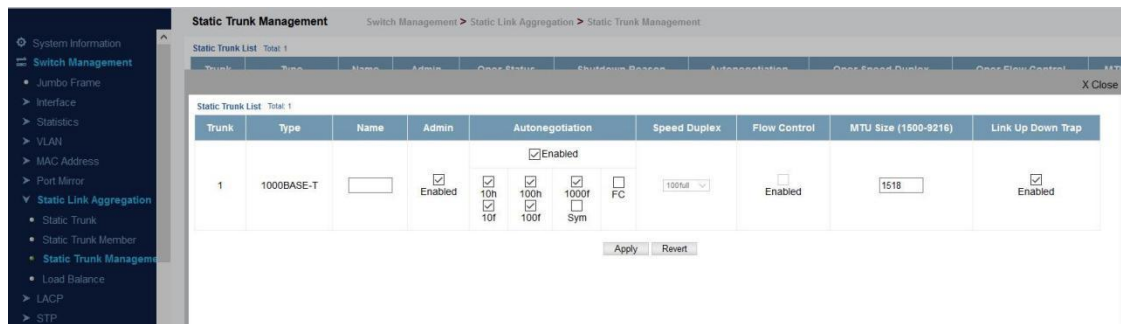 Static Trunk Management
Switch Management > Static Link Aggregation > Static Trunk Management
System Information
Switch Management
Jumbo Frame
Interface
Statistics
VLAN
MAC Address
Port Mirror
Static Link Aggregation
Static Trunk
Static Trunk Member
Static Trunk Manageme
Load Balance
LACP
STP
Static Trunk List Total: 1
Trunk Type Name Admin Oper Status Shutdown Reason Autonegotiation Oper Speed Duplex Oper Flow Control MT
X Close
Static Trunk List Total: 1
Trunk Type Name Admin Autonegotiation Speed Duplex Flow Control MTU Size (1500-9216) Link Up Down Trap
Enabled
1 1000BASE-T Enabled 10h 100h 1000f FC 100full Enabled 1518 Enabled
10f 100f Sym
Apply Revert